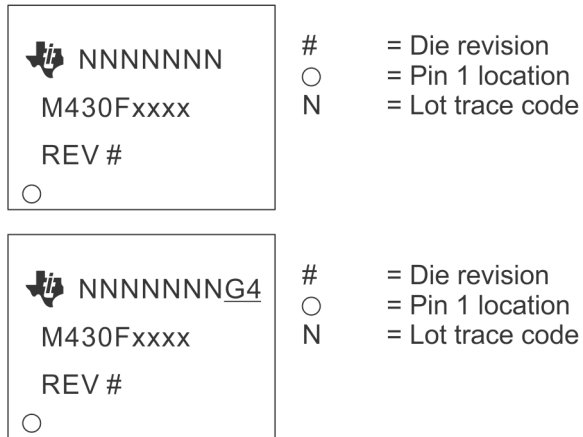 NNNNNNN
M430Fxxxx
REV #
# = Die revision
○ = Pin 1 location
N = Lot trace code
NNNNNNNG4
M430Fxxxx
REV #
# = Die revision
○ = Pin 1 location
N = Lot trace code